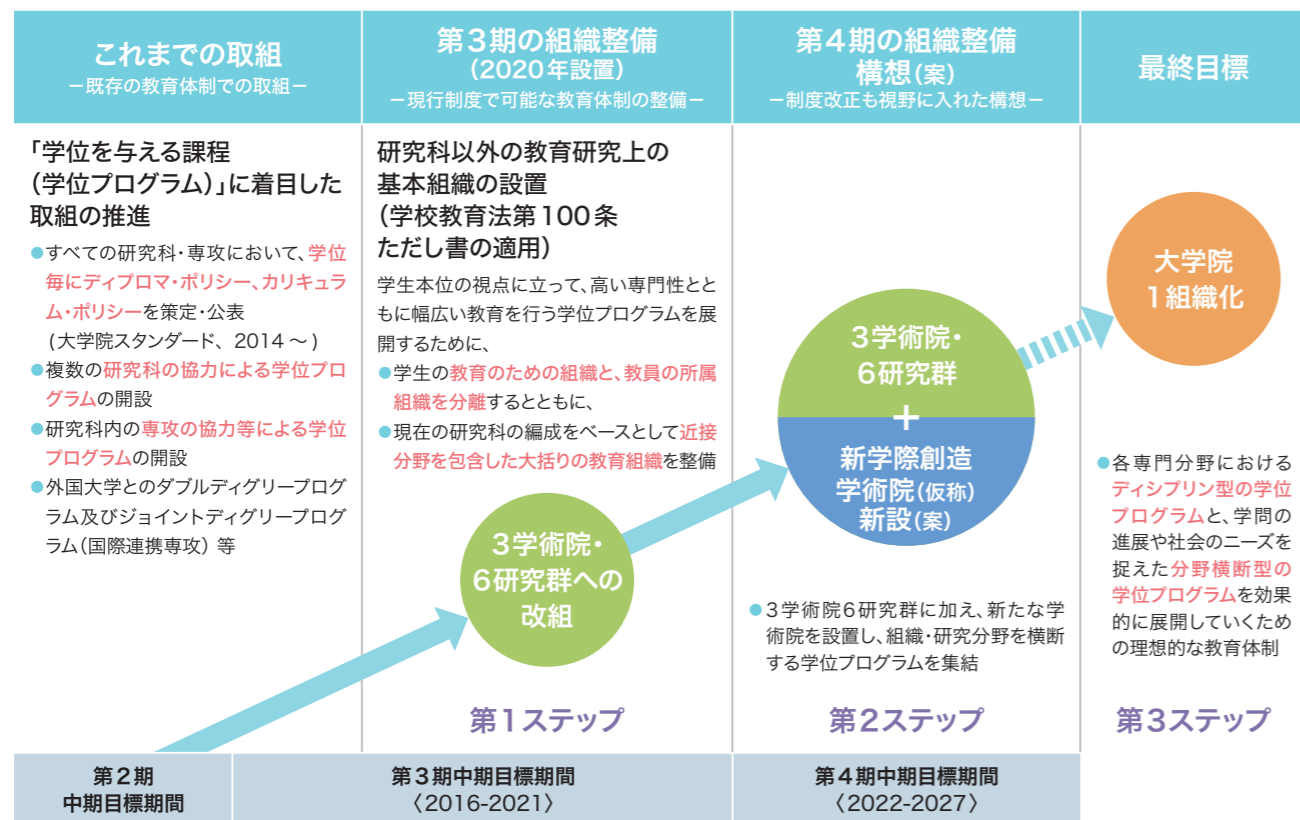 これまでの取組
－既存の教育体制での取組－
第3期の組織整備
（2020年設置）
－現行制度で可能な教育体制の整備－
第4期の組織整備
構想（案）
－制度改正も視野に入れた構想－
最終目標
「学位を与える課程
（学位プログラム）」に着目した
取組の推進
●すべての研究科・専攻において、学位
毎にディプロマ・ポリシー、カリキュラ
ム・ポリシーを策定・公表
(大学院スタンダード、2014～)
●複数の研究科の協力による学位プロ
グラムの開設
●研究科内の専攻の協力等による学位
プログラムの開設
●外国大学とのダブルディグリープログ
ラム及びジョイントディグリープログ
ラム（国際連携専攻）等
研究科以外の教育研究上の
基本組織の設置
（学校教育法第100条
ただし書の適用）
学生本位の視点に立って、高い専門性とと
もに幅広い教育を行う学位プログラムを展
開するために、
●学生の教育のための組織と、教員の所属
組織を分離するとともに、
●現在の研究科の編成をベースとして近接
分野を包含した大括りの教育組織を整備
3学術院・
6研究群への
改組
第1ステップ
3学術院・
6研究群
＋
新学際創造
学術院（仮称）
新設（案）
●3学術院6研究群に加え、新たな学
術院を設置し、組織・研究分野を横断
する学位プログラムを集結
第2ステップ
大学院
1組織化
●各専門分野における
ディシプリン型の学位
プログラムと、学問の
進展や社会のニーズを
捉えた分野横断型の
学位プログラムを効果
的に展開していくため
の理想的な教育体制
第3ステップ
第2期
中期目標期間
第3期中期目標期間
〈2016-2021〉
第4期中期目標期間
〈2022-2027〉